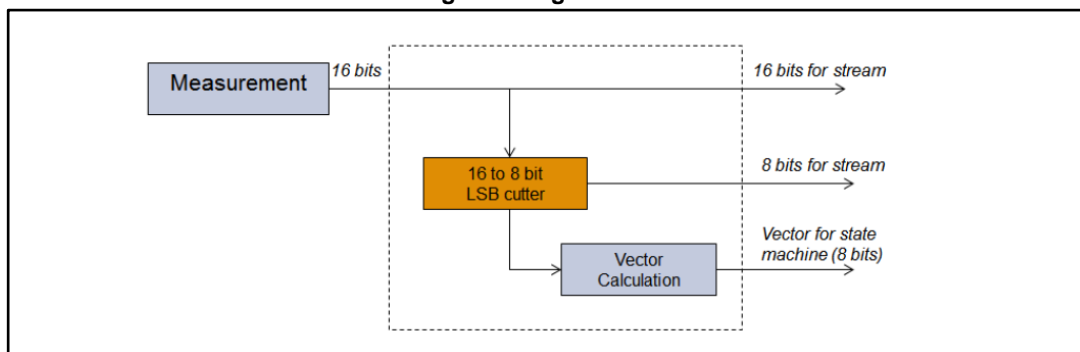 Measurement
16 bits
16 bits for stream
16 to 8 bit
LSB cutter
8 bits for stream
Vector for state
machine (8 bits)
Vector
Calculation